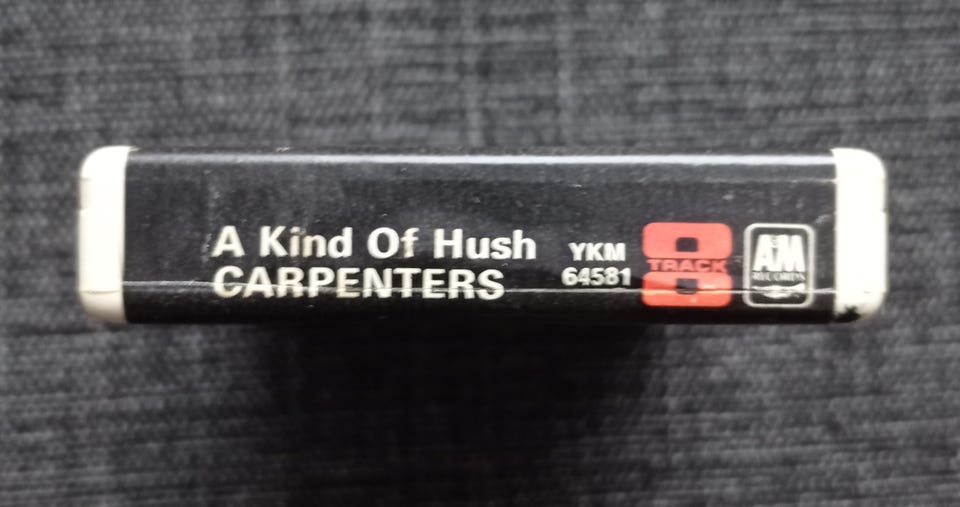 A Kind Of Hush
CARPENTERS
YKM
64581
8
TRACK
A&M
RECORDS